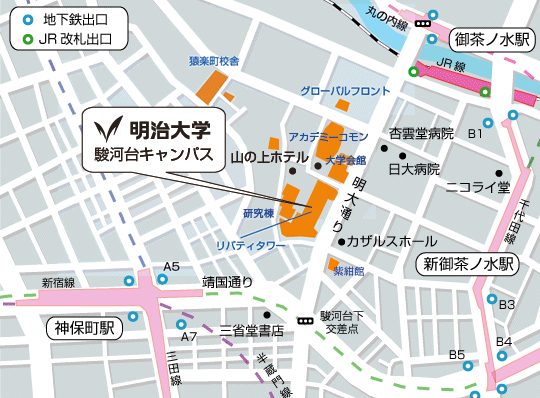 地下鉄出口
JR改札出口
丸の内線
御茶ノ水駅
JR線
猿楽町校舎
グローバルフロント
明治大学
駿河台キャンパス
アカデミーコモン
杏雲堂病院
B1
山の上ホテル
大学会館
日大病院
ニコライ堂
研究棟
明大通り
千代田線
リバティタワー
カザルスホール
紫紺館
新御茶ノ水駅
新宿線
A5
靖国通り
B3
神保町駅
A7
三省堂書店
駿河台下
交差点
三田線
半蔵門線
B4
B5